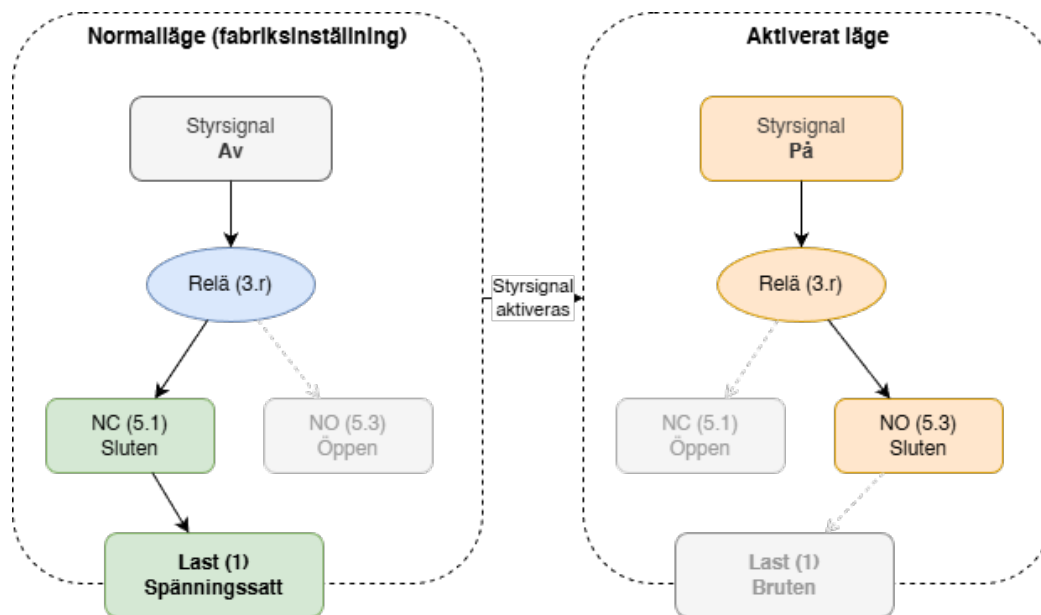 Normalläge (fabriksinställning)
Styrsignal
Av
Relä (3.r)
NC (5.1)
Sluten
NO (5.3)
Öppen
Last (1)
Spänningssatt
Styrsignal
aktiveras
Aktiverat läge
Styrsignal
På
Relä (3.r)
NC (5.1)
Öppen
NO (5.3)
Sluten
Last (1)
Bruten